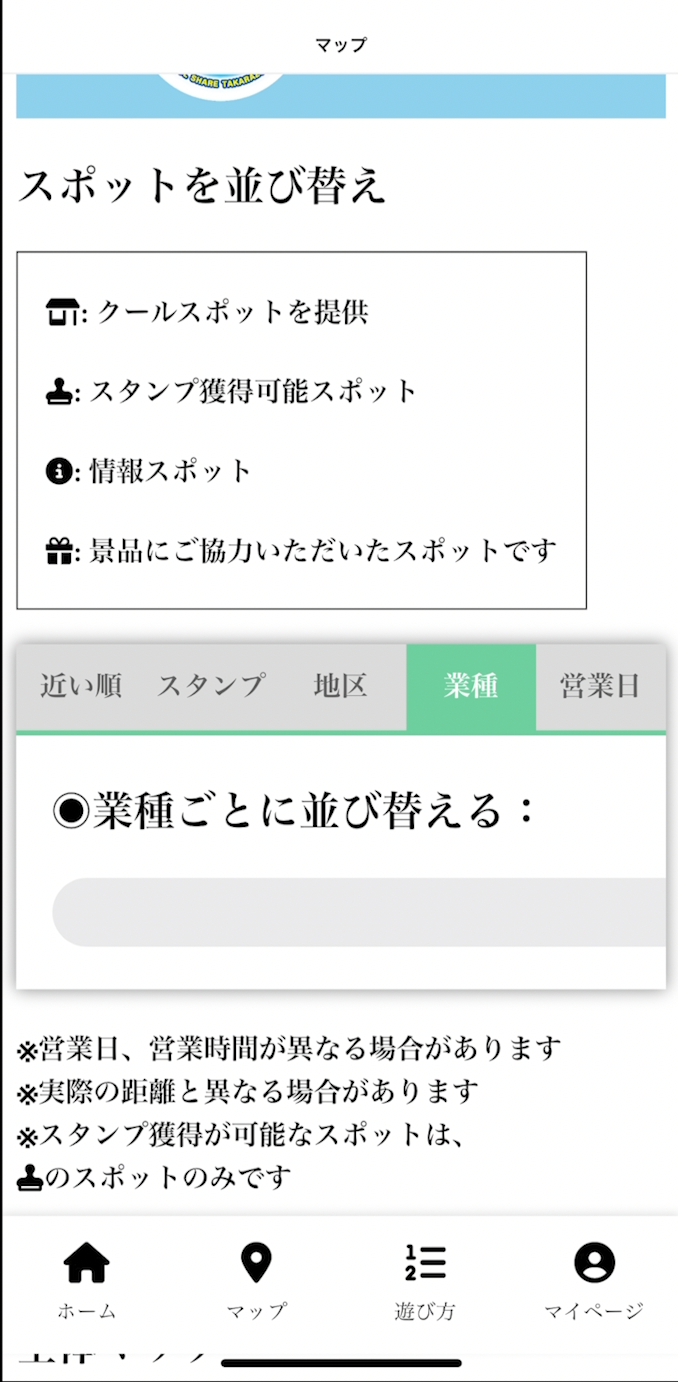 マップ
SHARE TAKARA
スポットを並び替え
: クールスポットを提供
: スタンプ獲得可能スポット
: 情報スポット
: 景品にご協力いただいたスポットです
近い順 スタンプ 地区 業種 営業日
◉業種ごとに並び替える：
※営業日、営業時間が異なる場合があります
※実際の距離と異なる場合があります
※スタンプ獲得が可能なスポットは、
のスポットのみです
ホーム マップ 遊び方 マイページ